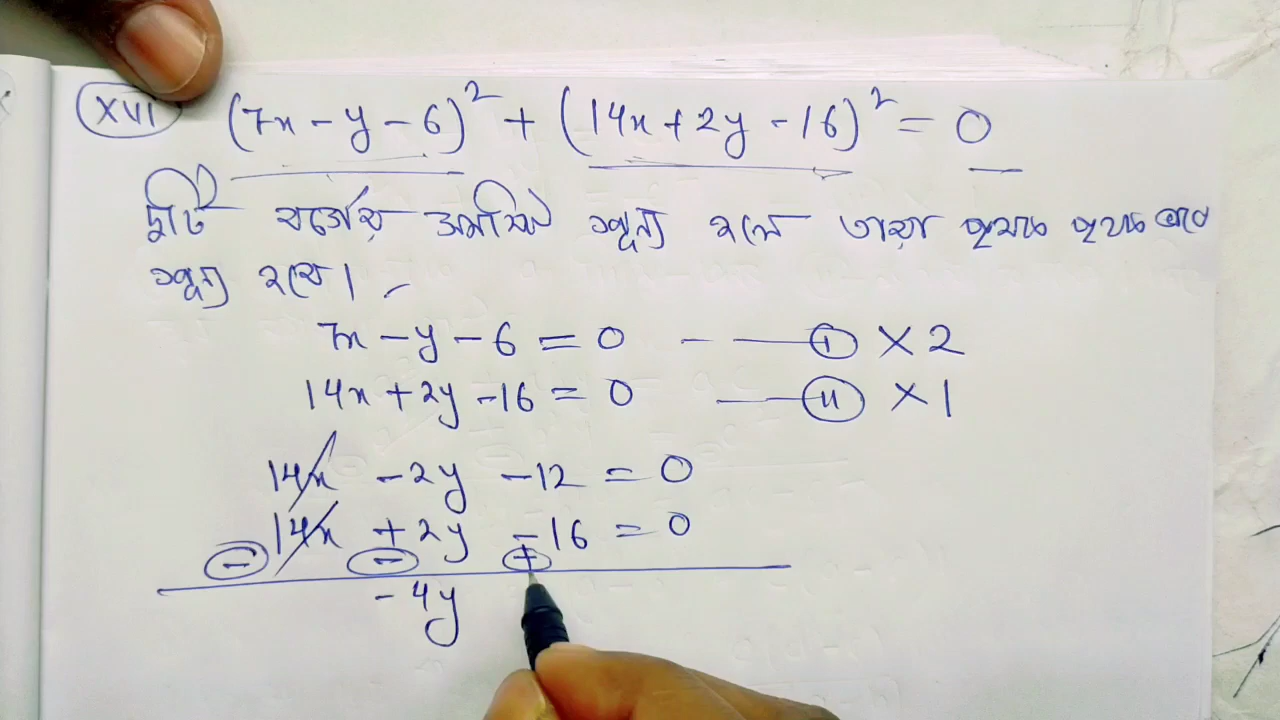 XVI (7x - y - 6)² + (14x + 2y - 16)² = 0
দুটি বর্গের সমষ্টি শূন্য হলে তারা পৃথক পৃথক ভাবে
শূন্য হবে।
7x - y - 6 = 0 —— I × 2
14x + 2y - 16 = 0 —— II × 1
14x - 2y - 12 = 0
14x + 2y - 16 = 0
- - +
- 4y